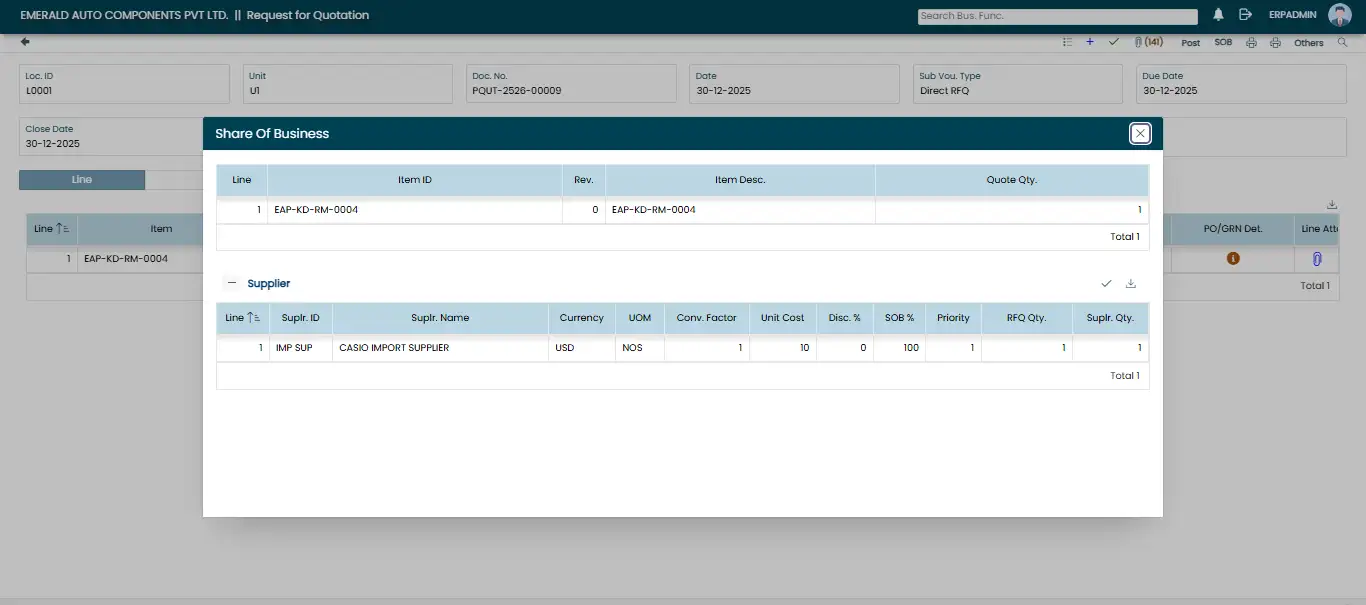 EMERALD AUTO COMPONENTS PVT LTD. || Request for Quotation
Search Bus. Func.
ERPADMIN
(141) Post SOB Others
Loc. ID Unit Doc. No. Date Sub Vou. Type Due Date
L0001 U1 PQUT-2526-00009 30-12-2025 Direct RFQ 30-12-2025
Close Date
30-12-2025
Share Of Business
Line
Line Item ID Rev. Item Desc. Quote Qty.
1 EAP-KD-RM-0004 0 EAP-KD-RM-0004 1
Total 1
Line Item PO/GRN Det. Line Att
1 EAP-KD-RM-0004
Total 1
Supplier
Line Suplr. ID Suplr. Name Currency UOM Conv. Factor Unit Cost Disc. % SOB % Priority RFQ Qty. Suplr. Qty.
1 IMP SUP CASIO IMPORT SUPPLIER USD NOS 1 10 0 100 1 1 1
Total 1